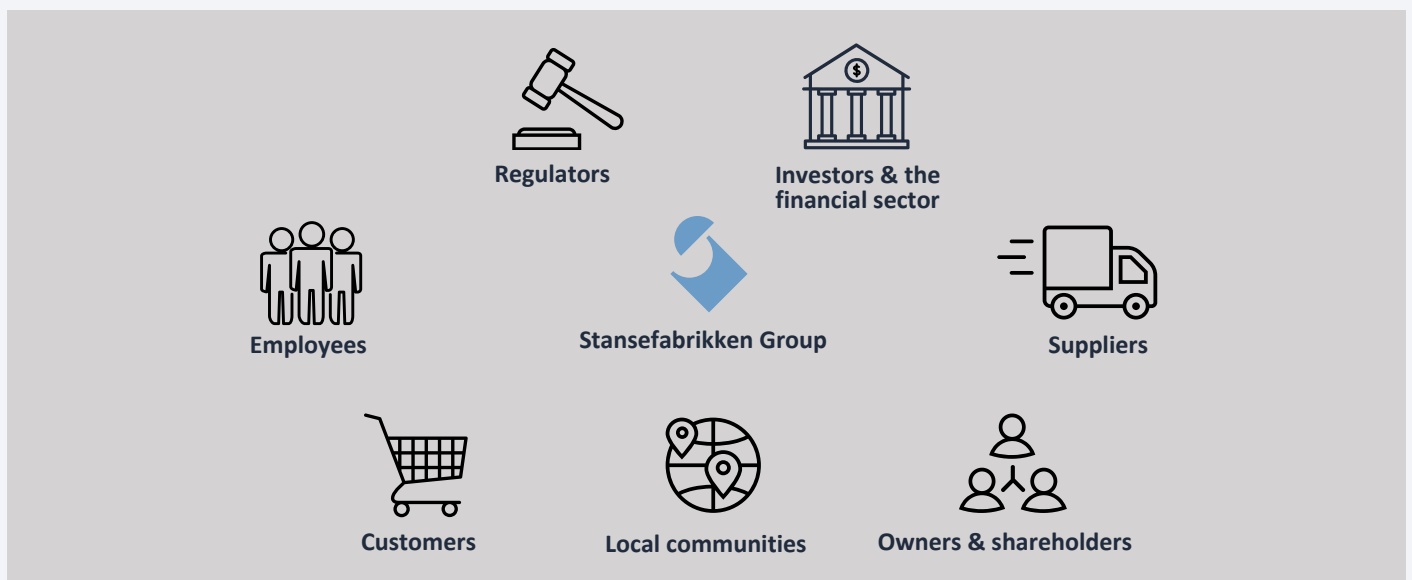 $
Regulators
Investors & the
financial sector
Employees
Stansefabrikken Group
Suppliers
Customers
Local communities
Owners & shareholders